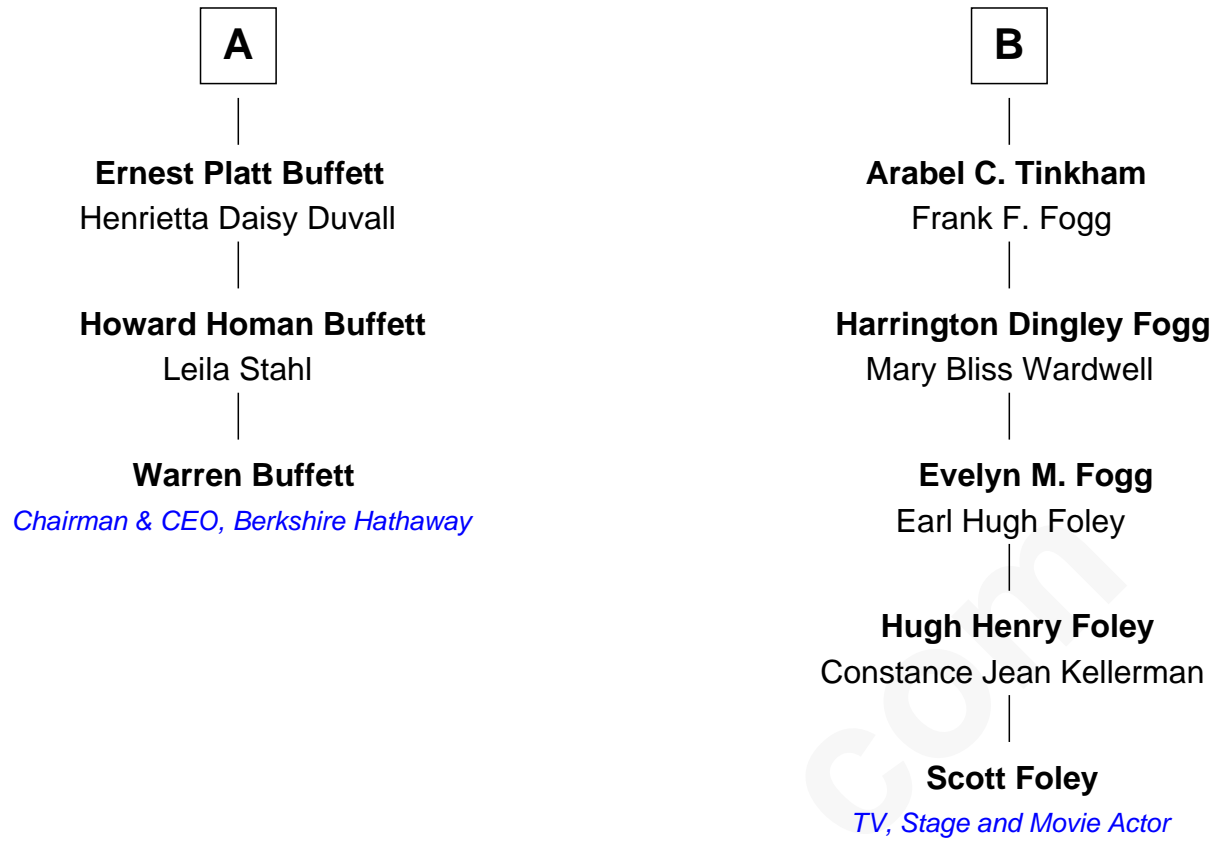 A
Ernest Platt Buffett
Henrietta Daisy Duvall
Howard Homan Buffett
Leila Stahl
Warren Buffett
Chairman & CEO, Berkshire Hathaway
B
Arabel C. Tinkham
Frank F. Fogg
Harrington Dingley Fogg
Mary Bliss Wardwell
Evelyn M. Fogg
Earl Hugh Foley
Hugh Henry Foley
Constance Jean Kellerman
Scott Foley
TV, Stage and Movie Actor
com